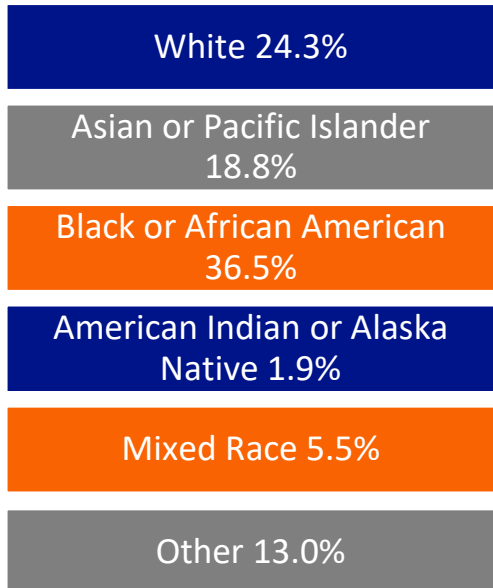 White 24.3%
Asian or Pacific Islander
18.8%
Black or African American
36.5%
American Indian or Alaska
Native 1.9%
Mixed Race 5.5%
Other 13.0%